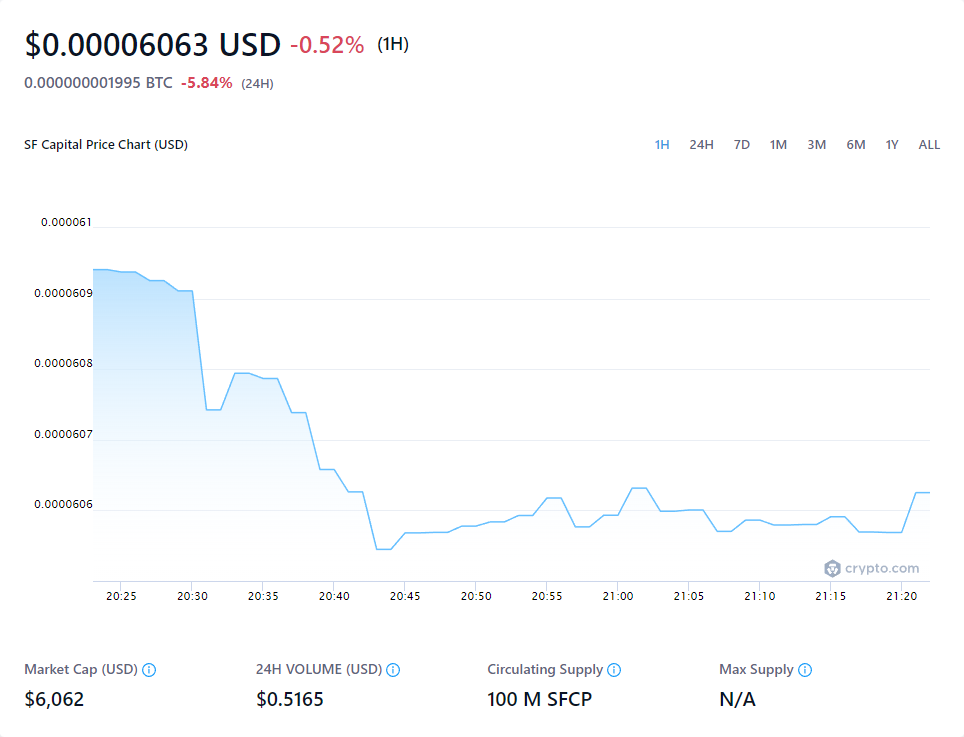 $0.00006063 USD -0.52% (1H)
0.000000001995 BTC -5.84% (24H)
SF Capital Price Chart (USD) 1H 24H 7D 1M 3M 6M 1Y ALL
0.000061
0.0000609
0.0000608
0.0000607
0.0000606
crypto.com
20:25 20:30 20:35 20:40 20:45 20:50 20:55 21:00 21:05 21:10 21:15 21:20
Market Cap (USD) 24H VOLUME (USD) Circulating Supply Max Supply
$6,062 $0.5165 100 M SFCP N/A